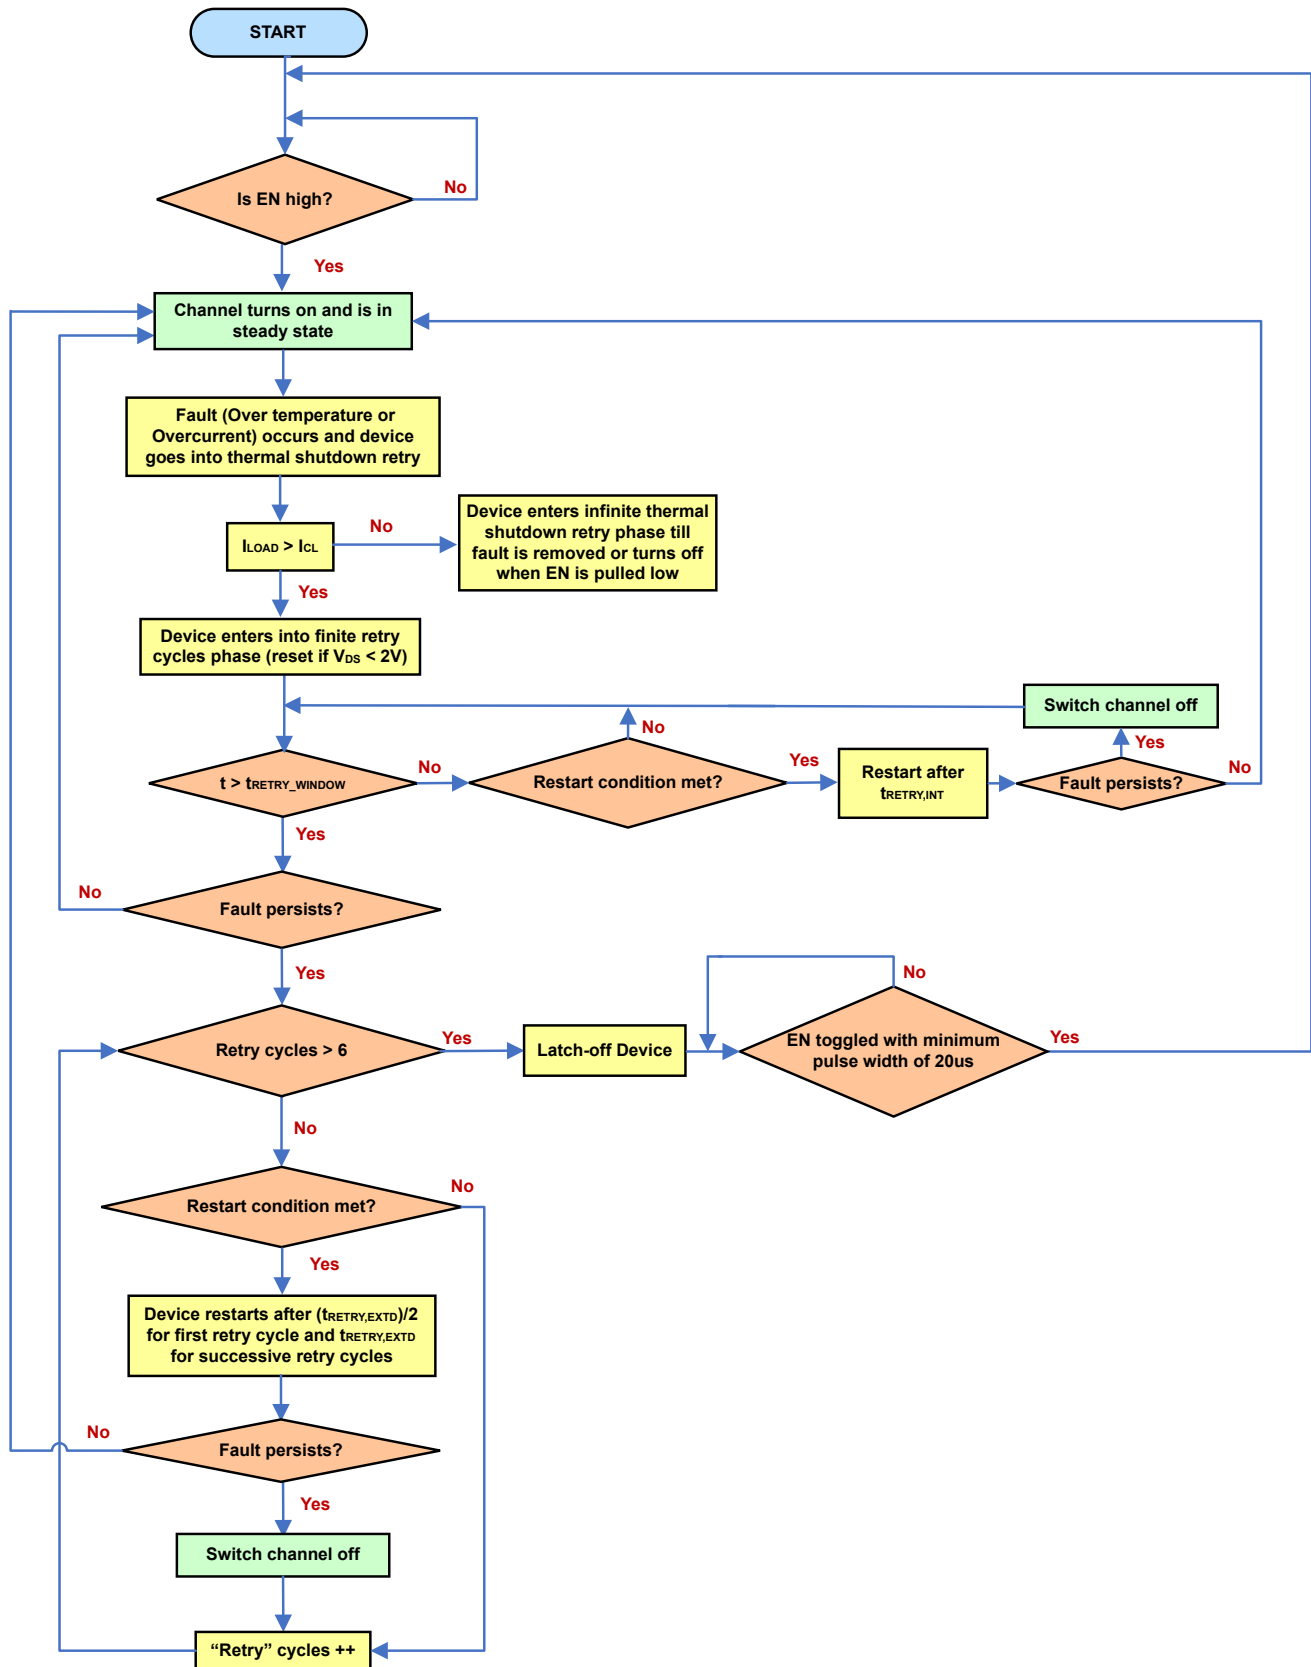 START
Is EN high?
No
Yes
Channel turns on and is in
steady state
Fault (Over temperature or
Overcurrent) occurs and device
goes into thermal shutdown retry
ILOAD > ICL
No
Device enters infinite thermal
shutdown retry phase till
fault is removed or turns off
when EN is pulled low
Yes
Device enters into finite retry
cycles phase (reset if VDS < 2V)
Switch channel off
No
Yes
t > tRETRY_WINDOW
No
Restart condition met?
Yes
Restart after
tRETRY,INT
Fault persists?
No
Yes
No
Fault persists?
Yes
No
Retry cycles > 6
Yes
Latch-off Device
EN toggled with minimum
pulse width of 20us
Yes
No
Restart condition met?
No
Yes
Device restarts after (tRETRY,EXTD)/2
for first retry cycle and tRETRY,EXTD
for successive retry cycles
No
Fault persists?
Yes
Switch channel off
“Retry” cycles ++